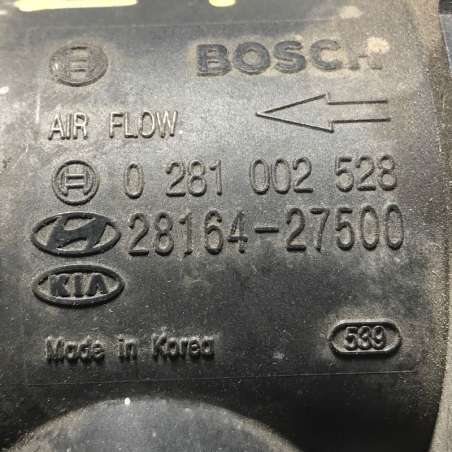 BOSCH
AIR FLOW
0 281 002 528
28164-27500
KIA
Made in Korea 539